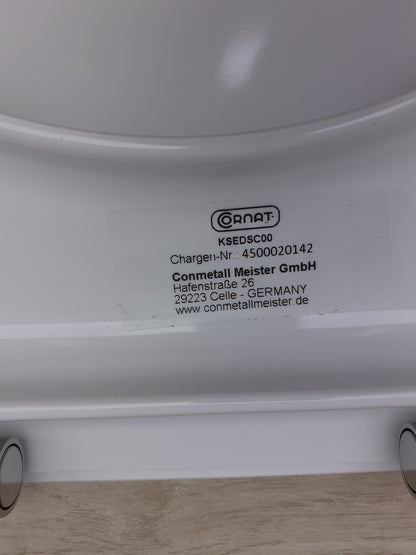 CORNAT
KSEDSC00
Chargen-Nr.: 4500020142
Conmetall Meister GmbH
Hafenstraße 26
29223 Celle - GERMANY
www.conmetallmeister.de